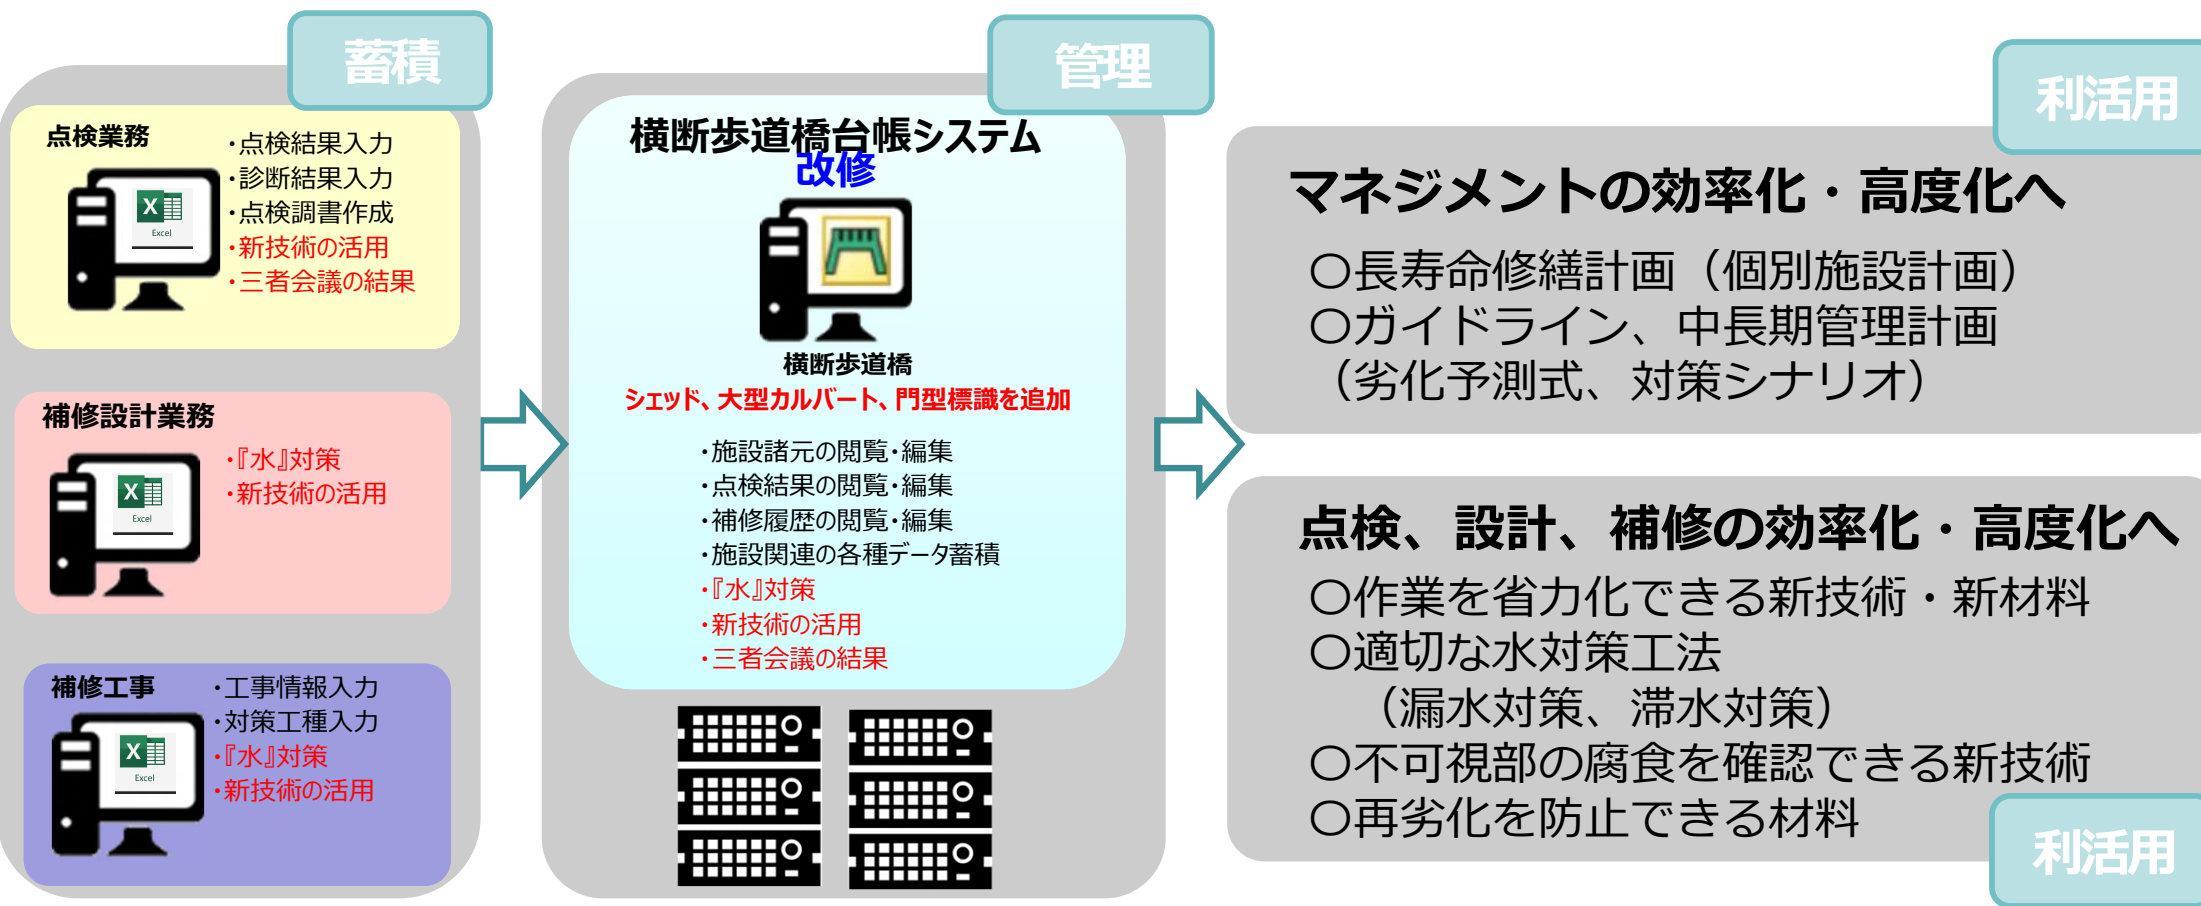 蓄積
点検業務
・点検結果入力
・診断結果入力
・点検調書作成
・新技術の活用
・三者会議の結果
X
Excel
補修設計業務
・『水』対策
・新技術の活用
X
Excel
補修工事
・工事情報入力
・対策工種入力
・『水』対策
・新技術の活用
X
Excel
管理
横断歩道橋台帳システム
改修
横断歩道橋
シェッド、大型カルバート、門型標識を追加
・施設諸元の閲覧・編集
・点検結果の閲覧・編集
・補修履歴の閲覧・編集
・施設関連の各種データ蓄積
・『水』対策
・新技術の活用
・三者会議の結果
利活用
マネジメントの効率化・高度化へ
〇長寿命修繕計画（個別施設計画）
〇ガイドライン、中長期管理計画
（劣化予測式、対策シナリオ）
点検、設計、補修の効率化・高度化へ
〇作業を省力化できる新技術・新材料
〇適切な水対策工法
（漏水対策、滞水対策）
〇不可視部の腐食を確認できる新技術
〇再劣化を防止できる材料
利活用